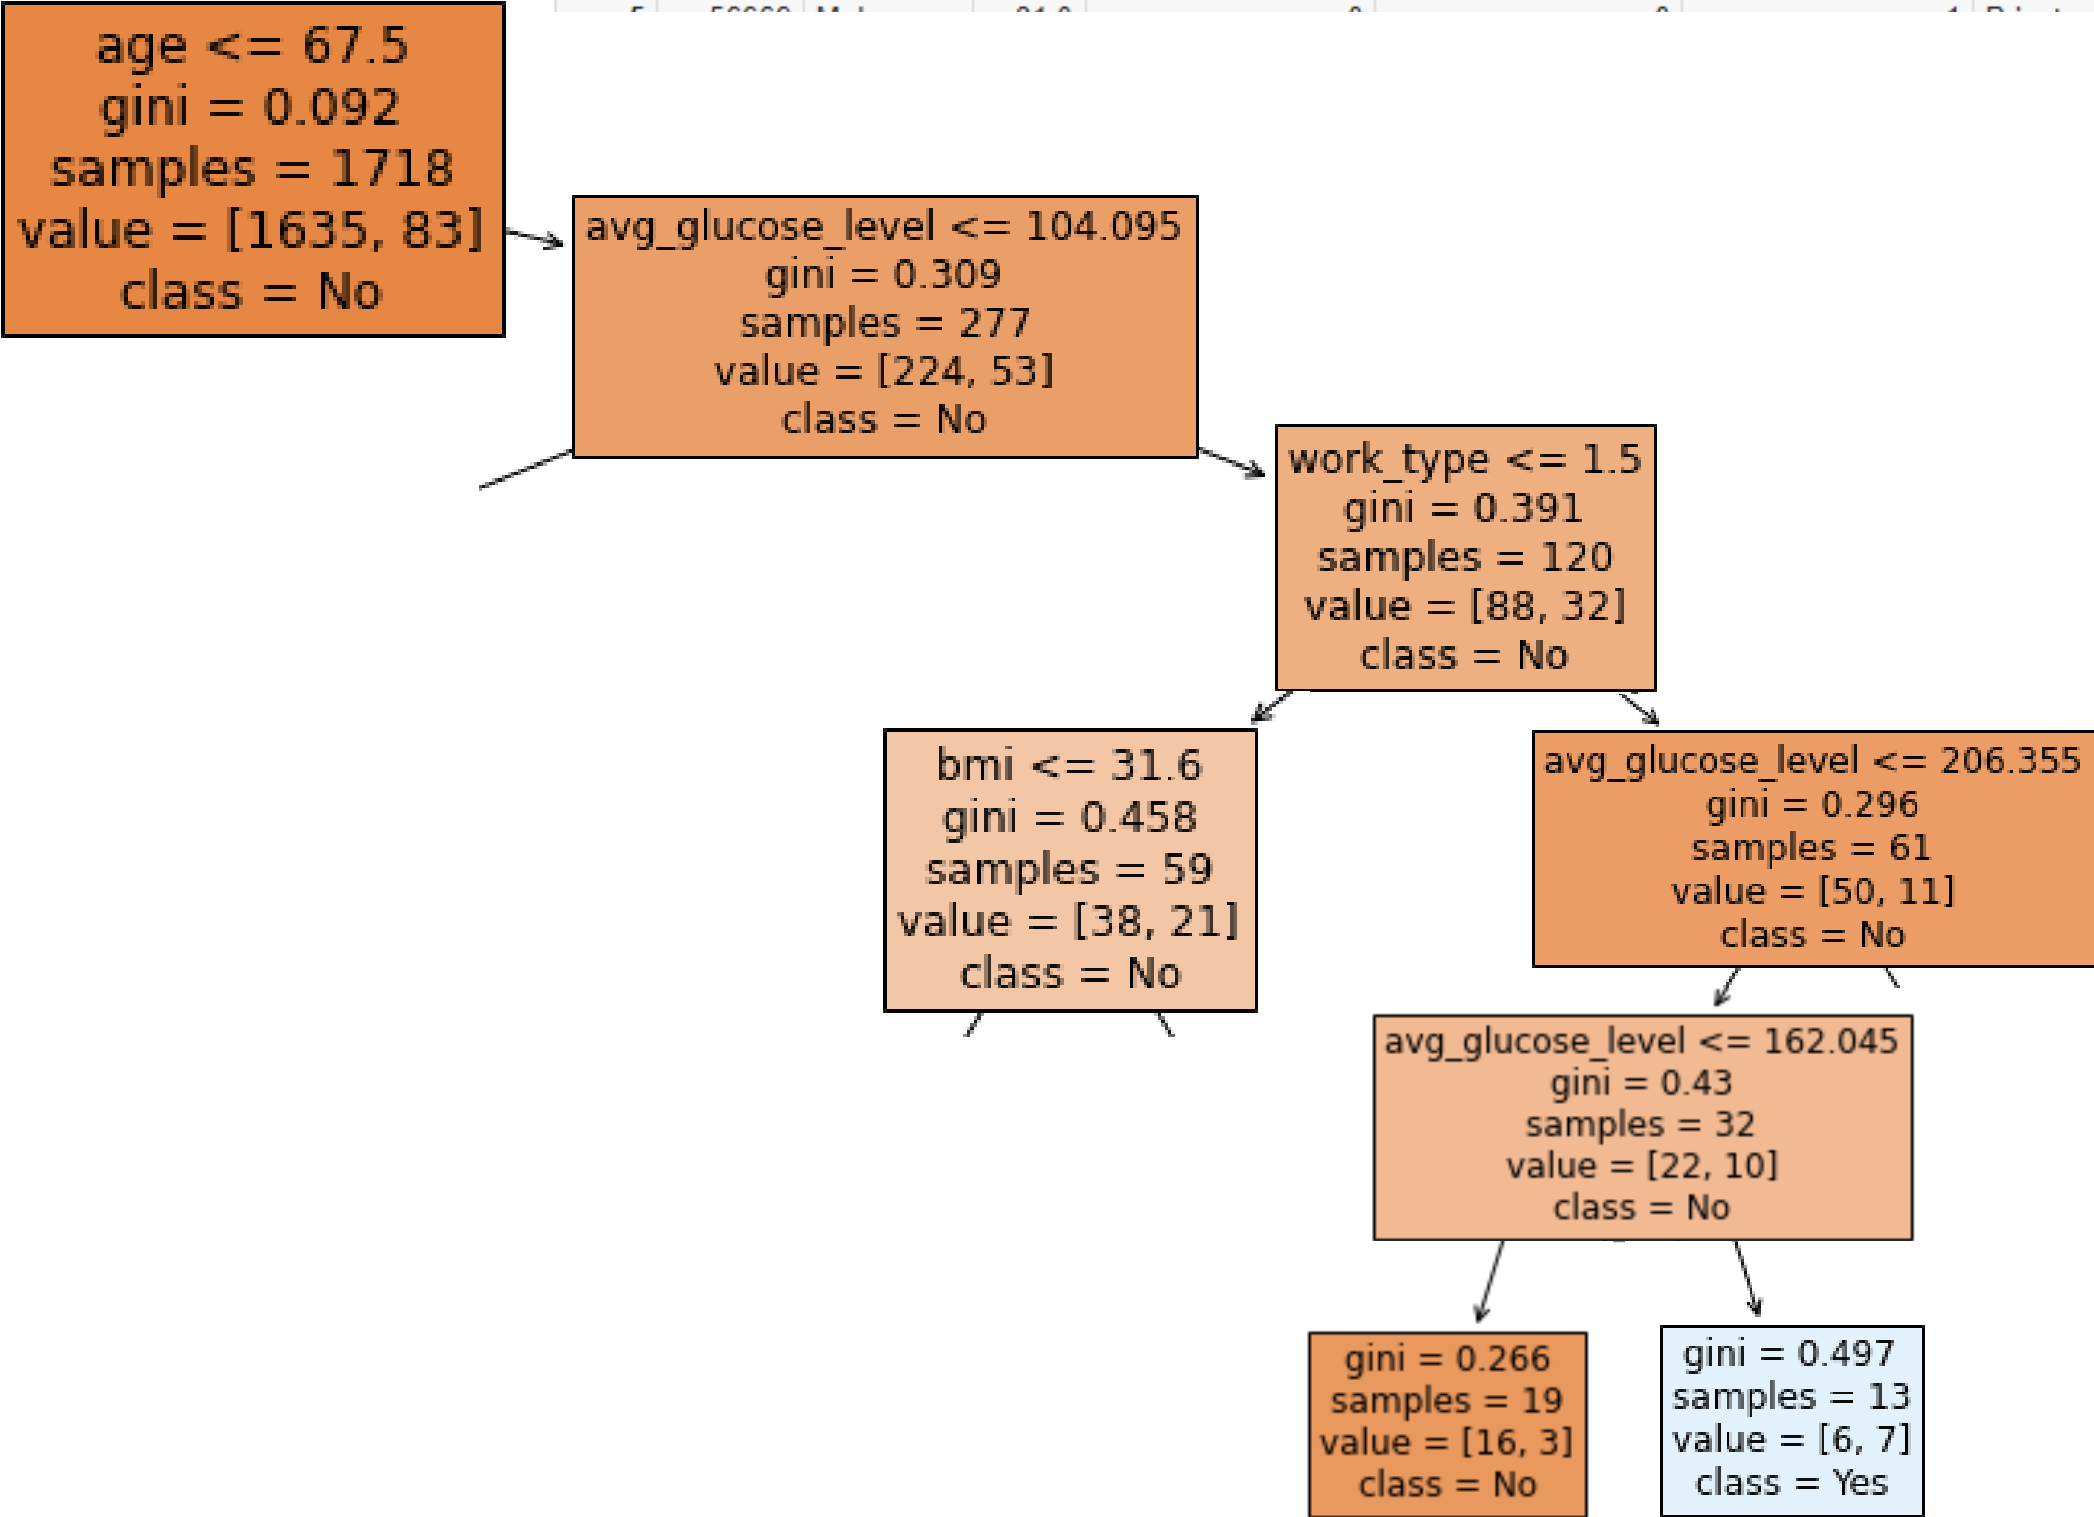 age <= 67.5
gini = 0.092
samples = 1718
value = [1635, 83]
class = No
avg_glucose_level <= 104.095
gini = 0.309
samples = 277
value = [224, 53]
class = No
work_type <= 1.5
gini = 0.391
samples = 120
value = [88, 32]
class = No
bmi <= 31.6
gini = 0.458
samples = 59
value = [38, 21]
class = No
avg_glucose_level <= 206.355
gini = 0.296
samples = 61
value = [50, 11]
class = No
avg_glucose_level <= 162.045
gini = 0.43
samples = 32
value = [22, 10]
class = No
gini = 0.266
samples = 19
value = [16, 3]
class = No
gini = 0.497
samples = 13
value = [6, 7]
class = Yes